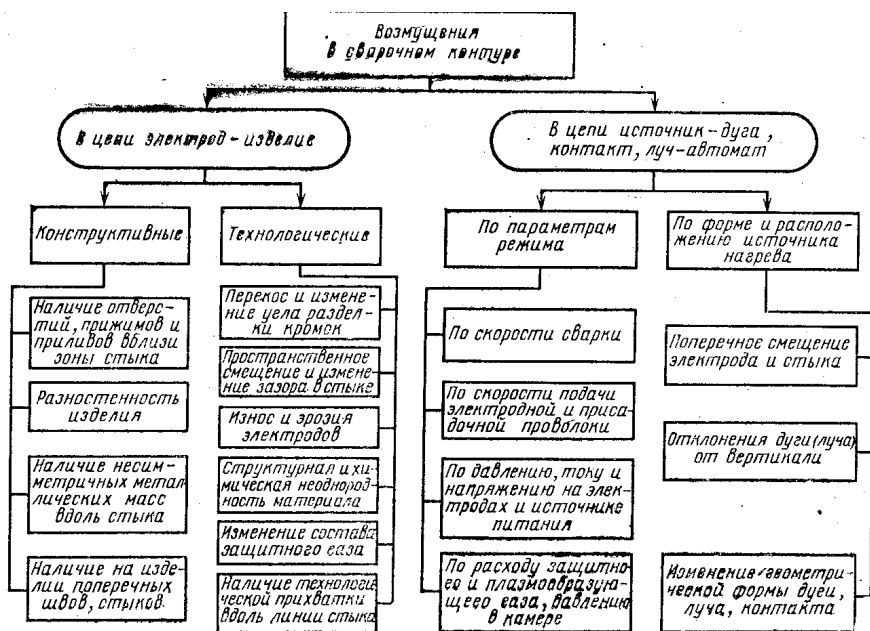 Возмущения
в сварочном контуре
В цепи электрод-изделие
В цепи источник-дуга,
контакт, луч-автомат
Конструктивные
Наличие отверс-
тий, прижимов и
приливов вблизи
зоны стыка
Разностенность
изделия
Наличие несим-
метричных метал-
лических масс
вдоль стыка
Наличие на изде-
лии поперечных
швов, стыков.
Технологические
Перекос и измене-
ние угла раздел-
ки кромок
Пространственное
смещение и измене-
ние зазора в стыке
Износ и эрозия
электродов
Структурная и хи-
мическая неоднород-
ность материала
Изменение состава
защитного газа
Наличие технологи-
ческой прихватки
вдоль линии стыка
По параметрам
режима
По скорости сварки
По скорости подачи
электродной и приса-
дочной проволоки
По давлению, току и
напряжению на элек-
тродах и источнике
питания
По расходу защитно-
го и плазмообразую-
щего газа, давлению
в камере
По форме и располо-
жению источника
нагрева
Поперечное смещение
электрода и стыка
Отклонения дуги(луча)
от вертикали
Изменение геометри-
ческой формы дуги,
луча, контакта